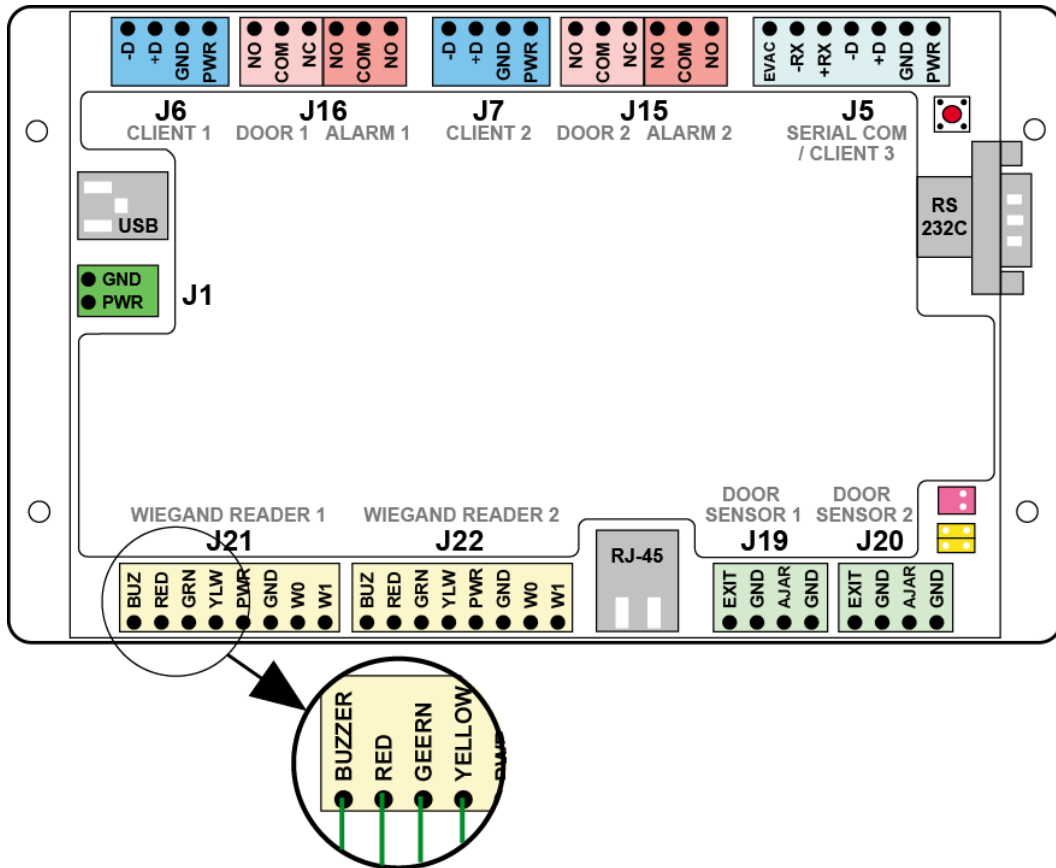 -D +D GND PWR
NO COM NC NO COM NO
-D +D GND PWR
NO COM NC NO COM NO
EVAC -RX +RX -D +D GND PWR
J6
CLIENT 1
J16
DOOR 1 ALARM 1
J7
CLIENT 2
J15
DOOR 2 ALARM 2
J5
SERIAL COM
/ CLIENT 3
USB
RS
232C
GND
PWR
J1
WIEGAND READER 1
J21
WIEGAND READER 2
J22
DOOR
SENSOR 1
J19
DOOR
SENSOR 2
J20
RJ-45
BUZ RED GRN YLW PWR GND W0 W1
BUZ RED GRN YLW PWR GND W0 W1
EXIT GND AJAR GND
EXIT GND AJAR GND
BUZZER
RED
GEERN
YELLOW
PWR